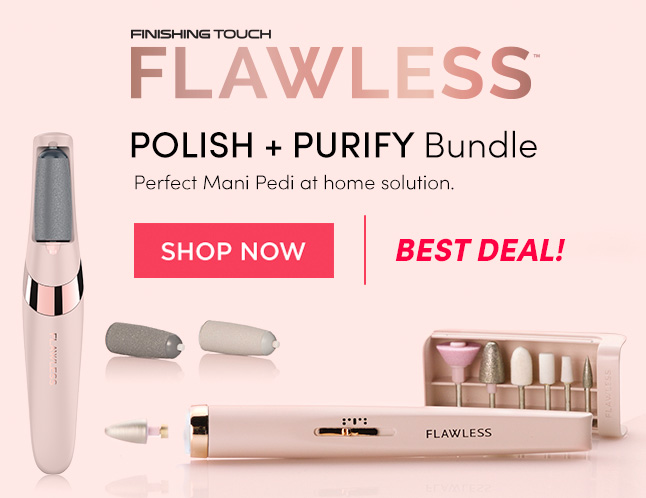 FINISHING TOUCH
FLAWLESS™
POLISH + PURIFY Bundle
Perfect Mani Pedi at home solution.
SHOP NOW
BEST DEAL!
FLAWLESS
FLAWLESS